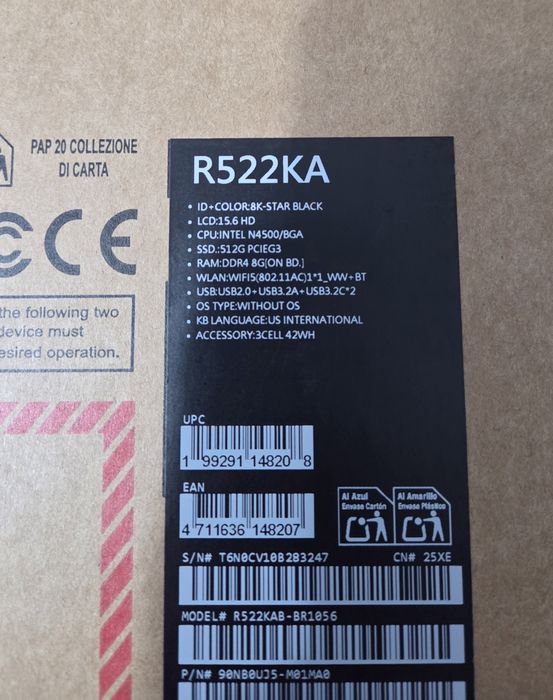 PAP 20 COLLEZIONE
DI CARTA
CE
the following two
device must
esired operation.
R522KA
• ID+COLOR:8K-STAR BLACK
• LCD:15.6 HD
• CPU:INTEL N4500/BGA
• SSD.:512G PCIEG3
• RAM:DDR4 8G[ON BD.]
• WLAN:WIFI5(802.11AC)1*1_WW+BT
• USB:USB2.0+USB3.2A+USB3.2C*2
• OS TYPE:WITHOUT OS
• KB LANGUAGE:US INTERNATIONAL
• ACCESSORY:3CELL 42WH
UPC
1 99291 14820 8
EAN
4 711636 148207
Al Azul
Envase Cartón
Al Amarillo
Envase Plástico
S/N# T6N0CV10B283247 CN# 25XE
MODEL# R522KAB-BR1056
P/N# 90NB0UJ5-M01MA0